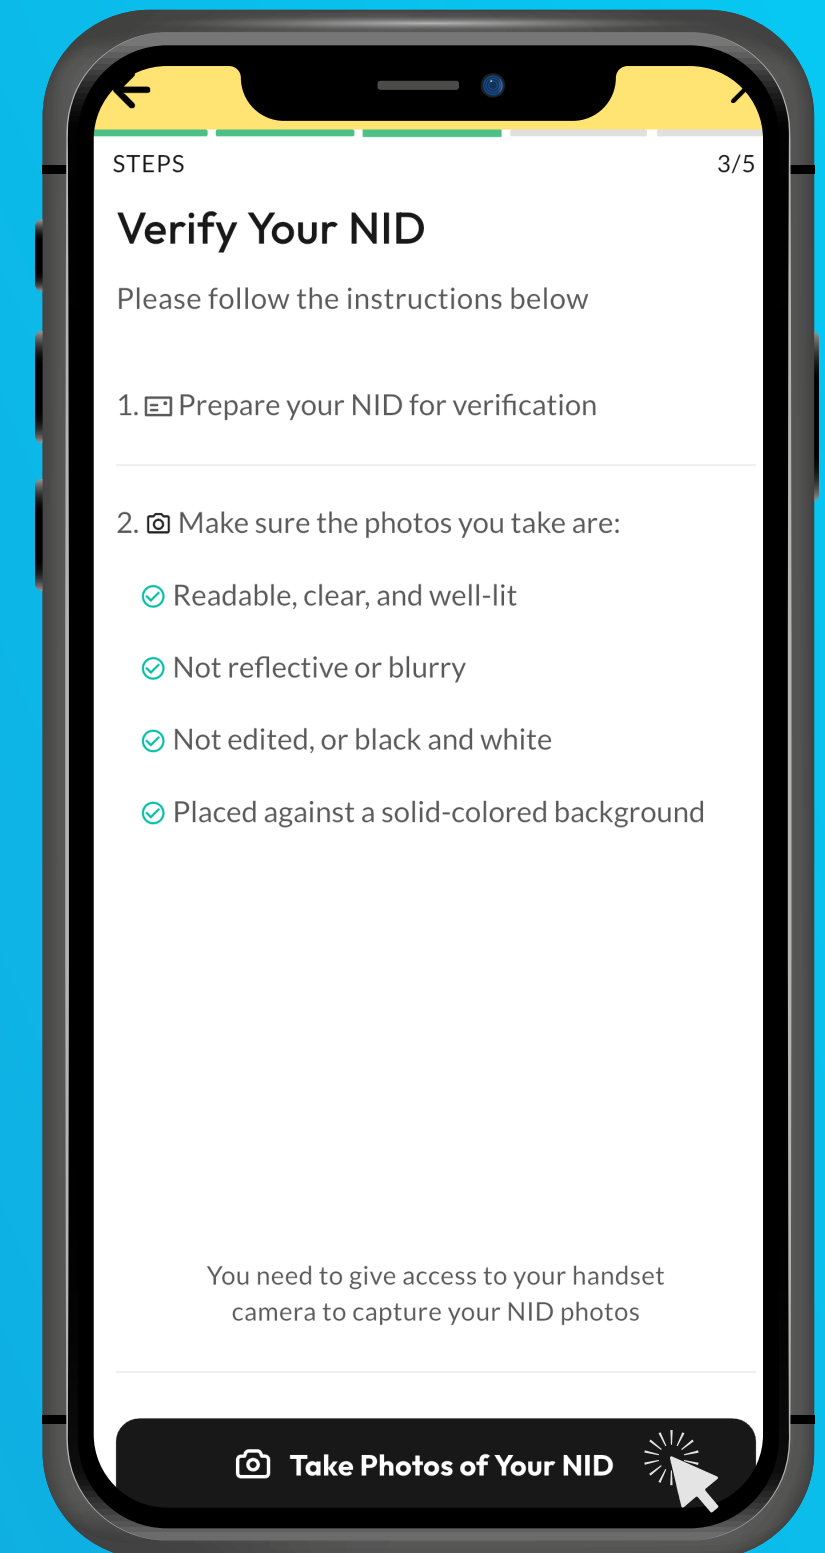 STEPS 3/5
Verify Your NID
Please follow the instructions below
1. Prepare your NID for verification
2. Make sure the photos you take are:
Readable, clear, and well-lit
Not reflective or blurry
Not edited, or black and white
Placed against a solid-colored background
You need to give access to your handset
camera to capture your NID photos
Take Photos of Your NID